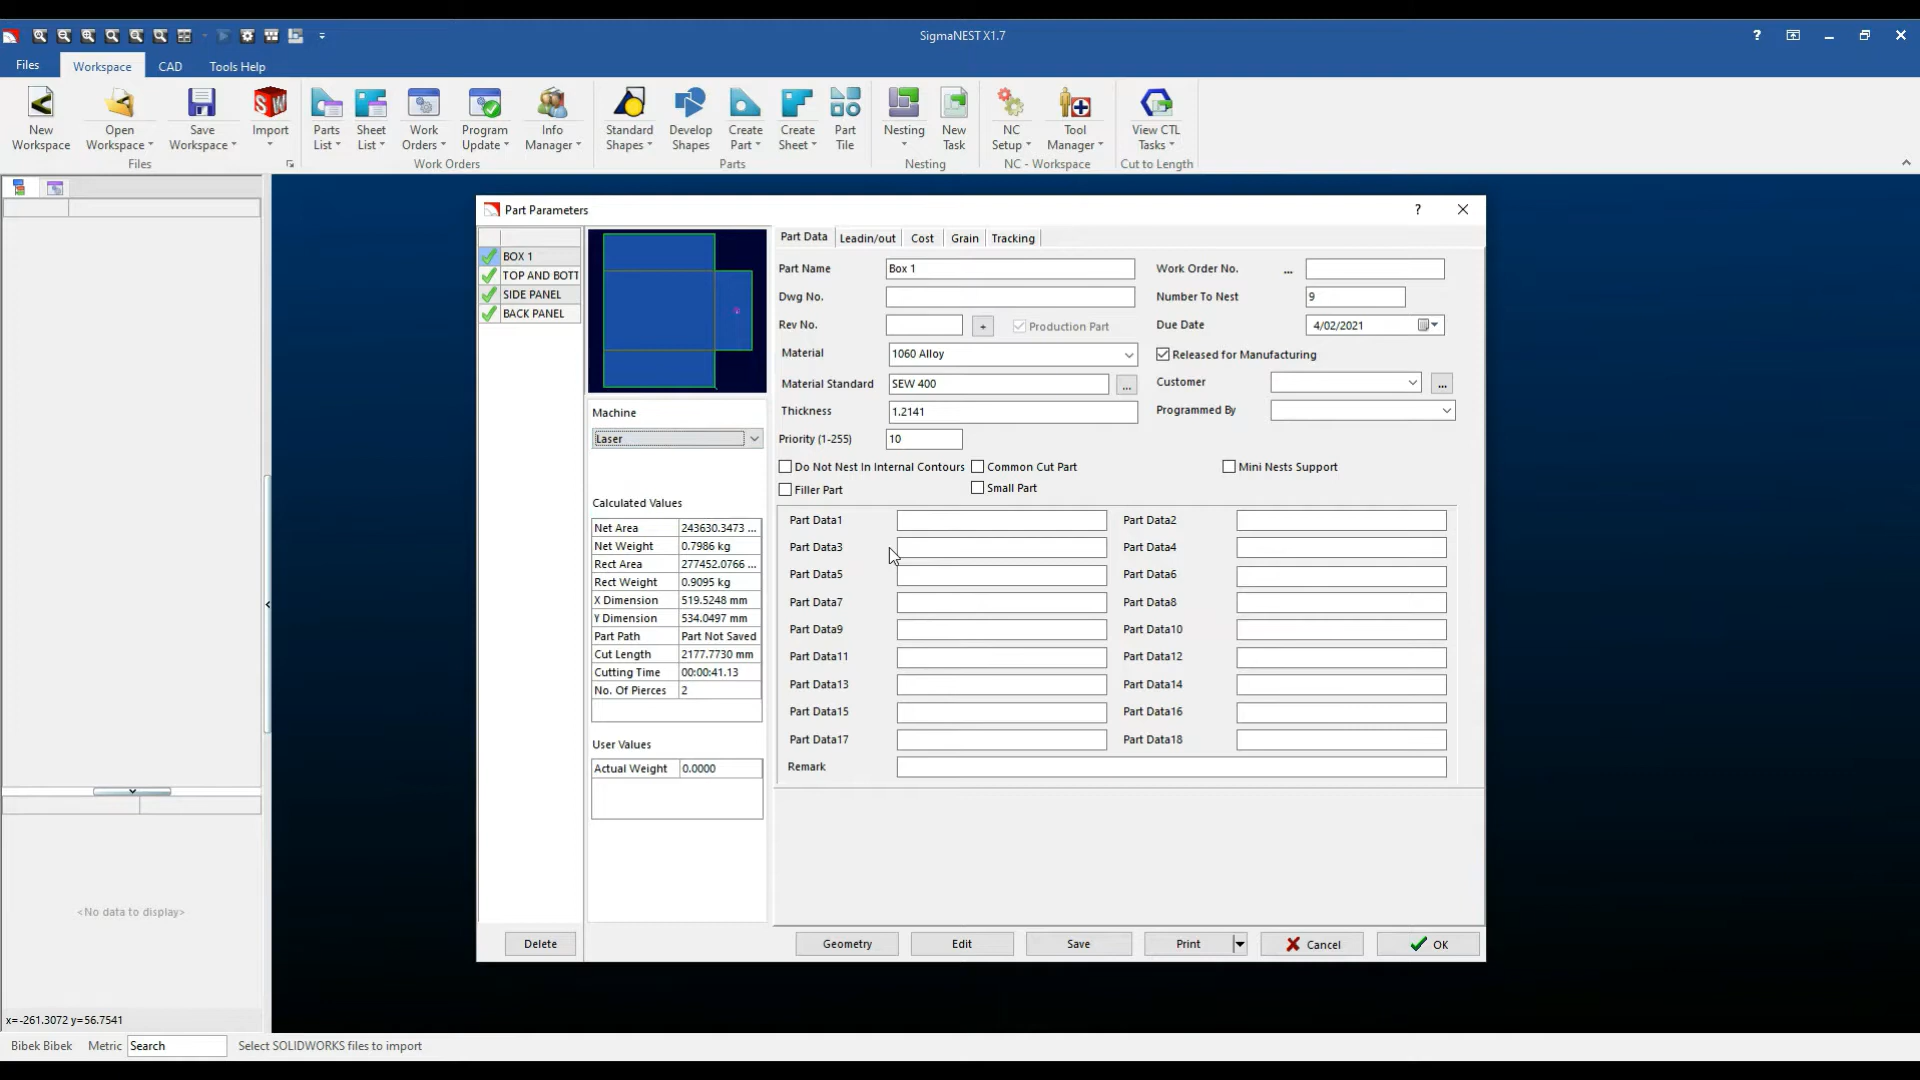 SigmaNEST X1.7
?
Files
Workspace
CAD
Tools Help
New Workspace
Open Workspace
Save Workspace
SW
Import
Parts List
Sheet List
Work Orders
Program Update
Info Manager
Standard Shapes
Develop Shapes
Create Part
Create Sheet
Part Tile
Nesting
New Task
NC Setup
Tool Manager
View CTL Tasks
Files
Work Orders
Parts
Nesting
NC - Workspace
Cut to Length
Part Parameters
?
BOX 1
TOP AND BOTT
SIDE PANEL
BACK PANEL
Delete
Machine
Laser
Calculated Values
Net Area 243630.3473 ...
Net Weight 0.7986 kg
Rect Area 277452.0766 ...
Rect Weight 0.9095 kg
X Dimension 519.5248 mm
Y Dimension 534.0497 mm
Part Path Part Not Saved
Cut Length 2177.7730 mm
Cutting Time 00:00:41.13
No. Of Pierces 2
User Values
Actual Weight 0.0000
Part Data Leadin/out Cost Grain Tracking
Part Name Box 1 Work Order No. ...
Dwg No. Number To Nest 9
Rev No. + Production Part Due Date 4/02/2021
Material 1060 Alloy Released for Manufacturing
Material Standard SEW 400 ... Customer ...
Thickness 1.2141 Programmed By
Priority (1-255) 10
Do Not Nest In Internal Contours Common Cut Part Mini Nests Support
Filler Part Small Part
Part Data1 Part Data2
Part Data3 Part Data4
Part Data5 Part Data6
Part Data7 Part Data8
Part Data9 Part Data10
Part Data11 Part Data12
Part Data13 Part Data14
Part Data15 Part Data16
Part Data17 Part Data18
Remark
Geometry Edit Save Print Cancel OK
<No data to display>
x=-261.3072 y=56.7541
Bibek Bibek Metric Search Select SOLIDWORKS files to import